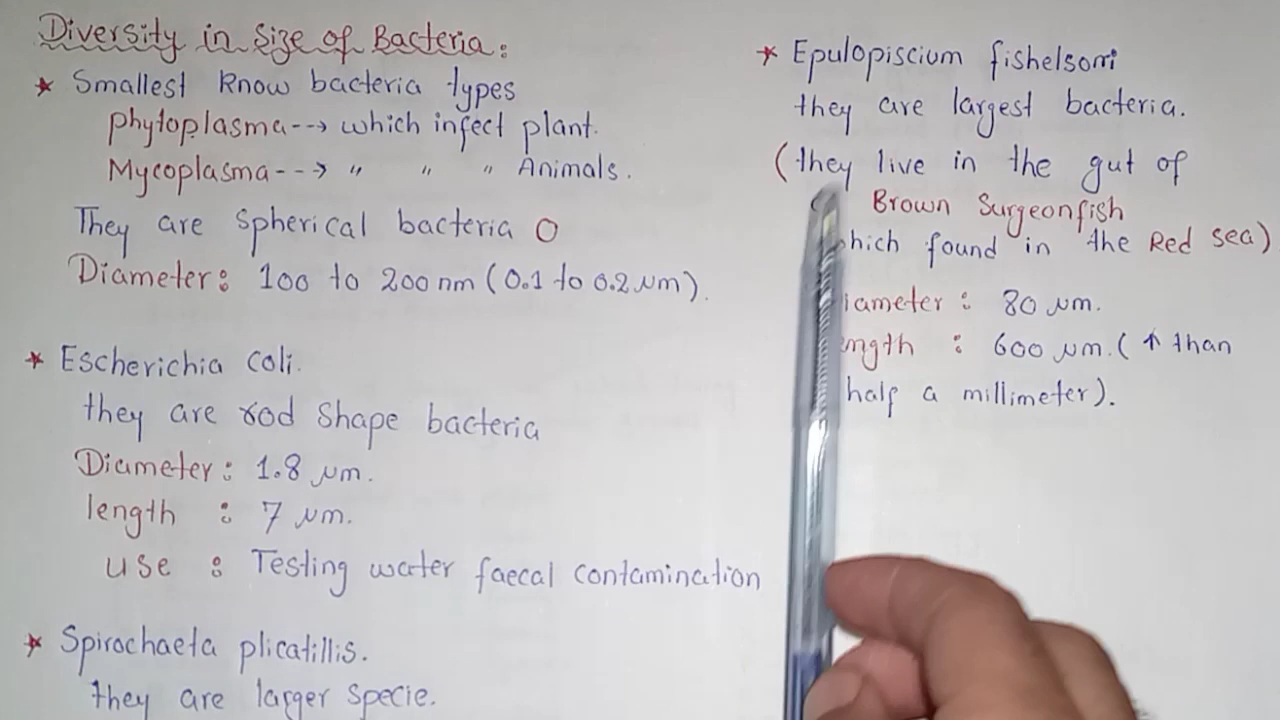 Diversity in Size of Bacteria:
* Smallest Know bacteria types
Phytoplasma --→ which infect plant.
Mycoplasma --→ " " " Animals.
They are spherical bacteria O
Diameter: 100 to 200 nm (0.1 to 0.2 μm).
* Escherichia coli.
they are rod shape bacteria
Diameter: 1.8 μm.
length : 7 μm.
use : Testing water faecal contamination
* Spirochaeta plicatillis.
they are larger specie.
* Epulopiscium fishelsoni
they are largest bacteria.
(they live in the gut of
Brown Surgeonfish
hich found in the Red sea)
iameter : 80 μm.
ngth : 600 μm. (↑ than
half a millimeter).